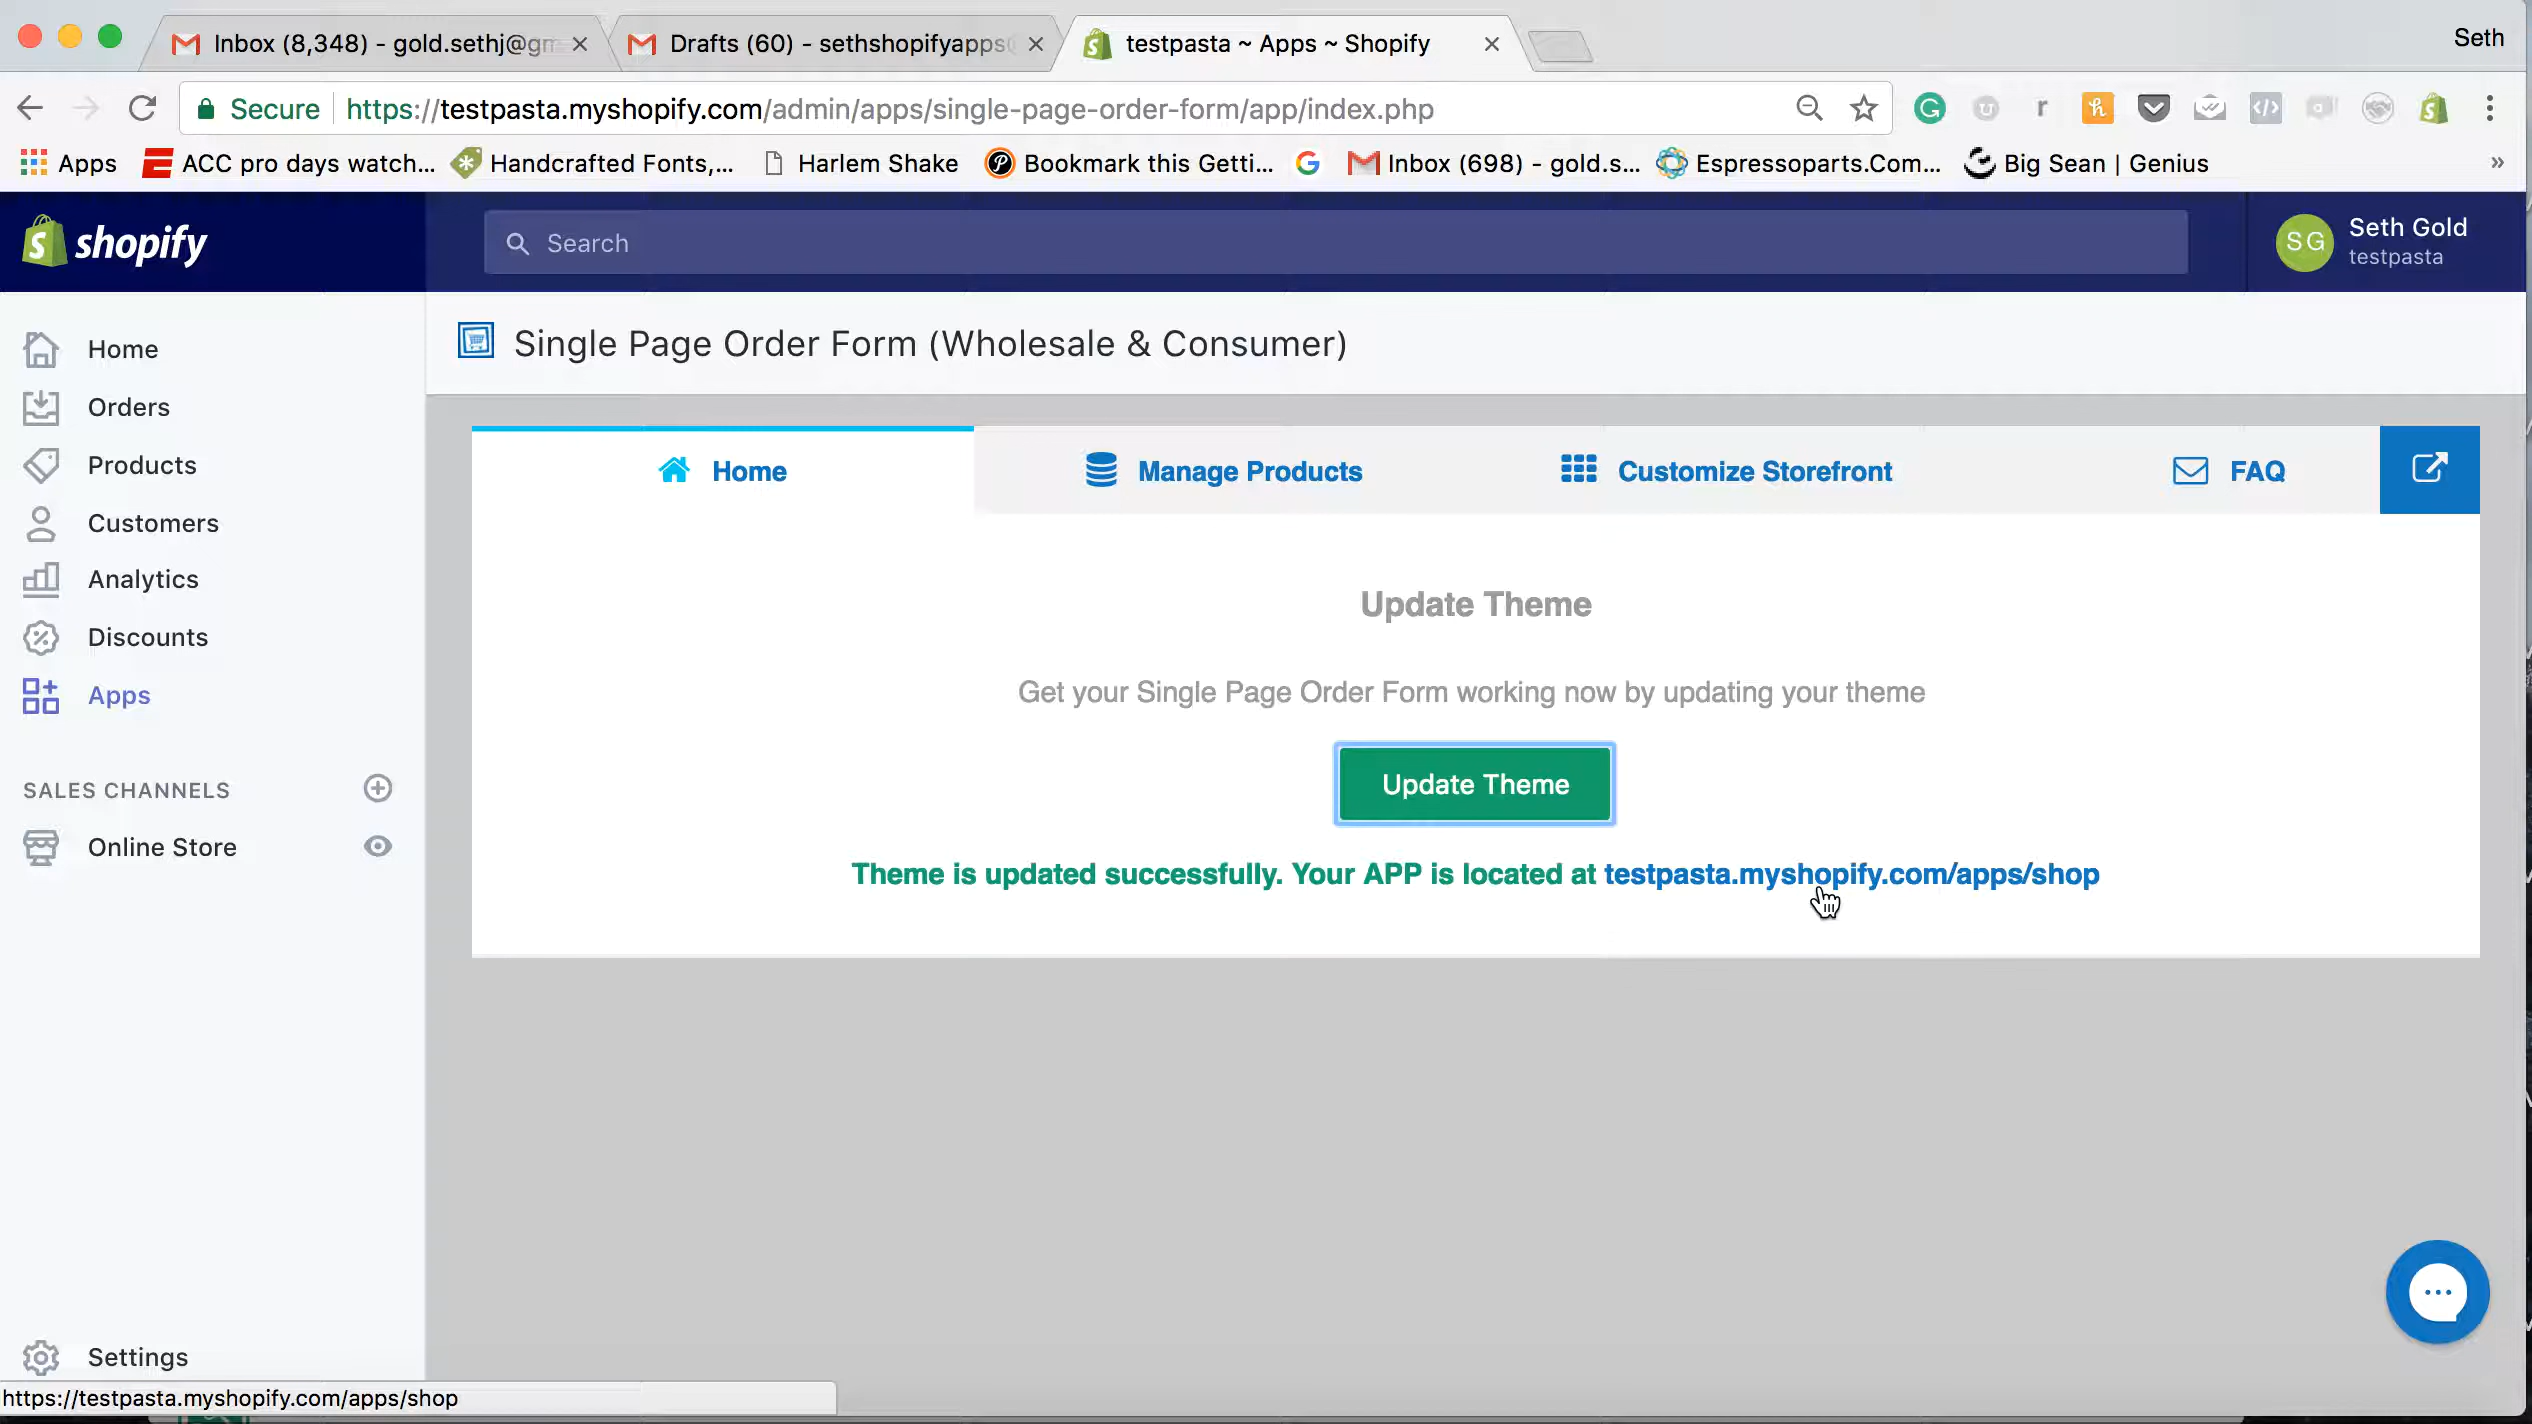 Inbox (8,348) - gold.sethj@gm
Drafts (60) - sethshopifyapps
testpasta ~ Apps ~ Shopify
Seth
Secure
https://testpasta.myshopify.com/admin/apps/single-page-order-form/app/index.php
Apps
ACC pro days watch...
Handcrafted Fonts,...
Harlem Shake
Bookmark this Getti...
Inbox (698) - gold.s...
Espressoparts.Com...
Big Sean | Genius
»
shopify
Search
SG
Seth Gold
testpasta
Home
Orders
Products
Customers
Analytics
Discounts
Apps
SALES CHANNELS
Online Store
Settings
Single Page Order Form (Wholesale & Consumer)
Home
Manage Products
Customize Storefront
FAQ
Update Theme
Get your Single Page Order Form working now by updating your theme
Update Theme
Theme is updated successfully. Your APP is located at testpasta.myshopify.com/apps/shop
https://testpasta.myshopify.com/apps/shop